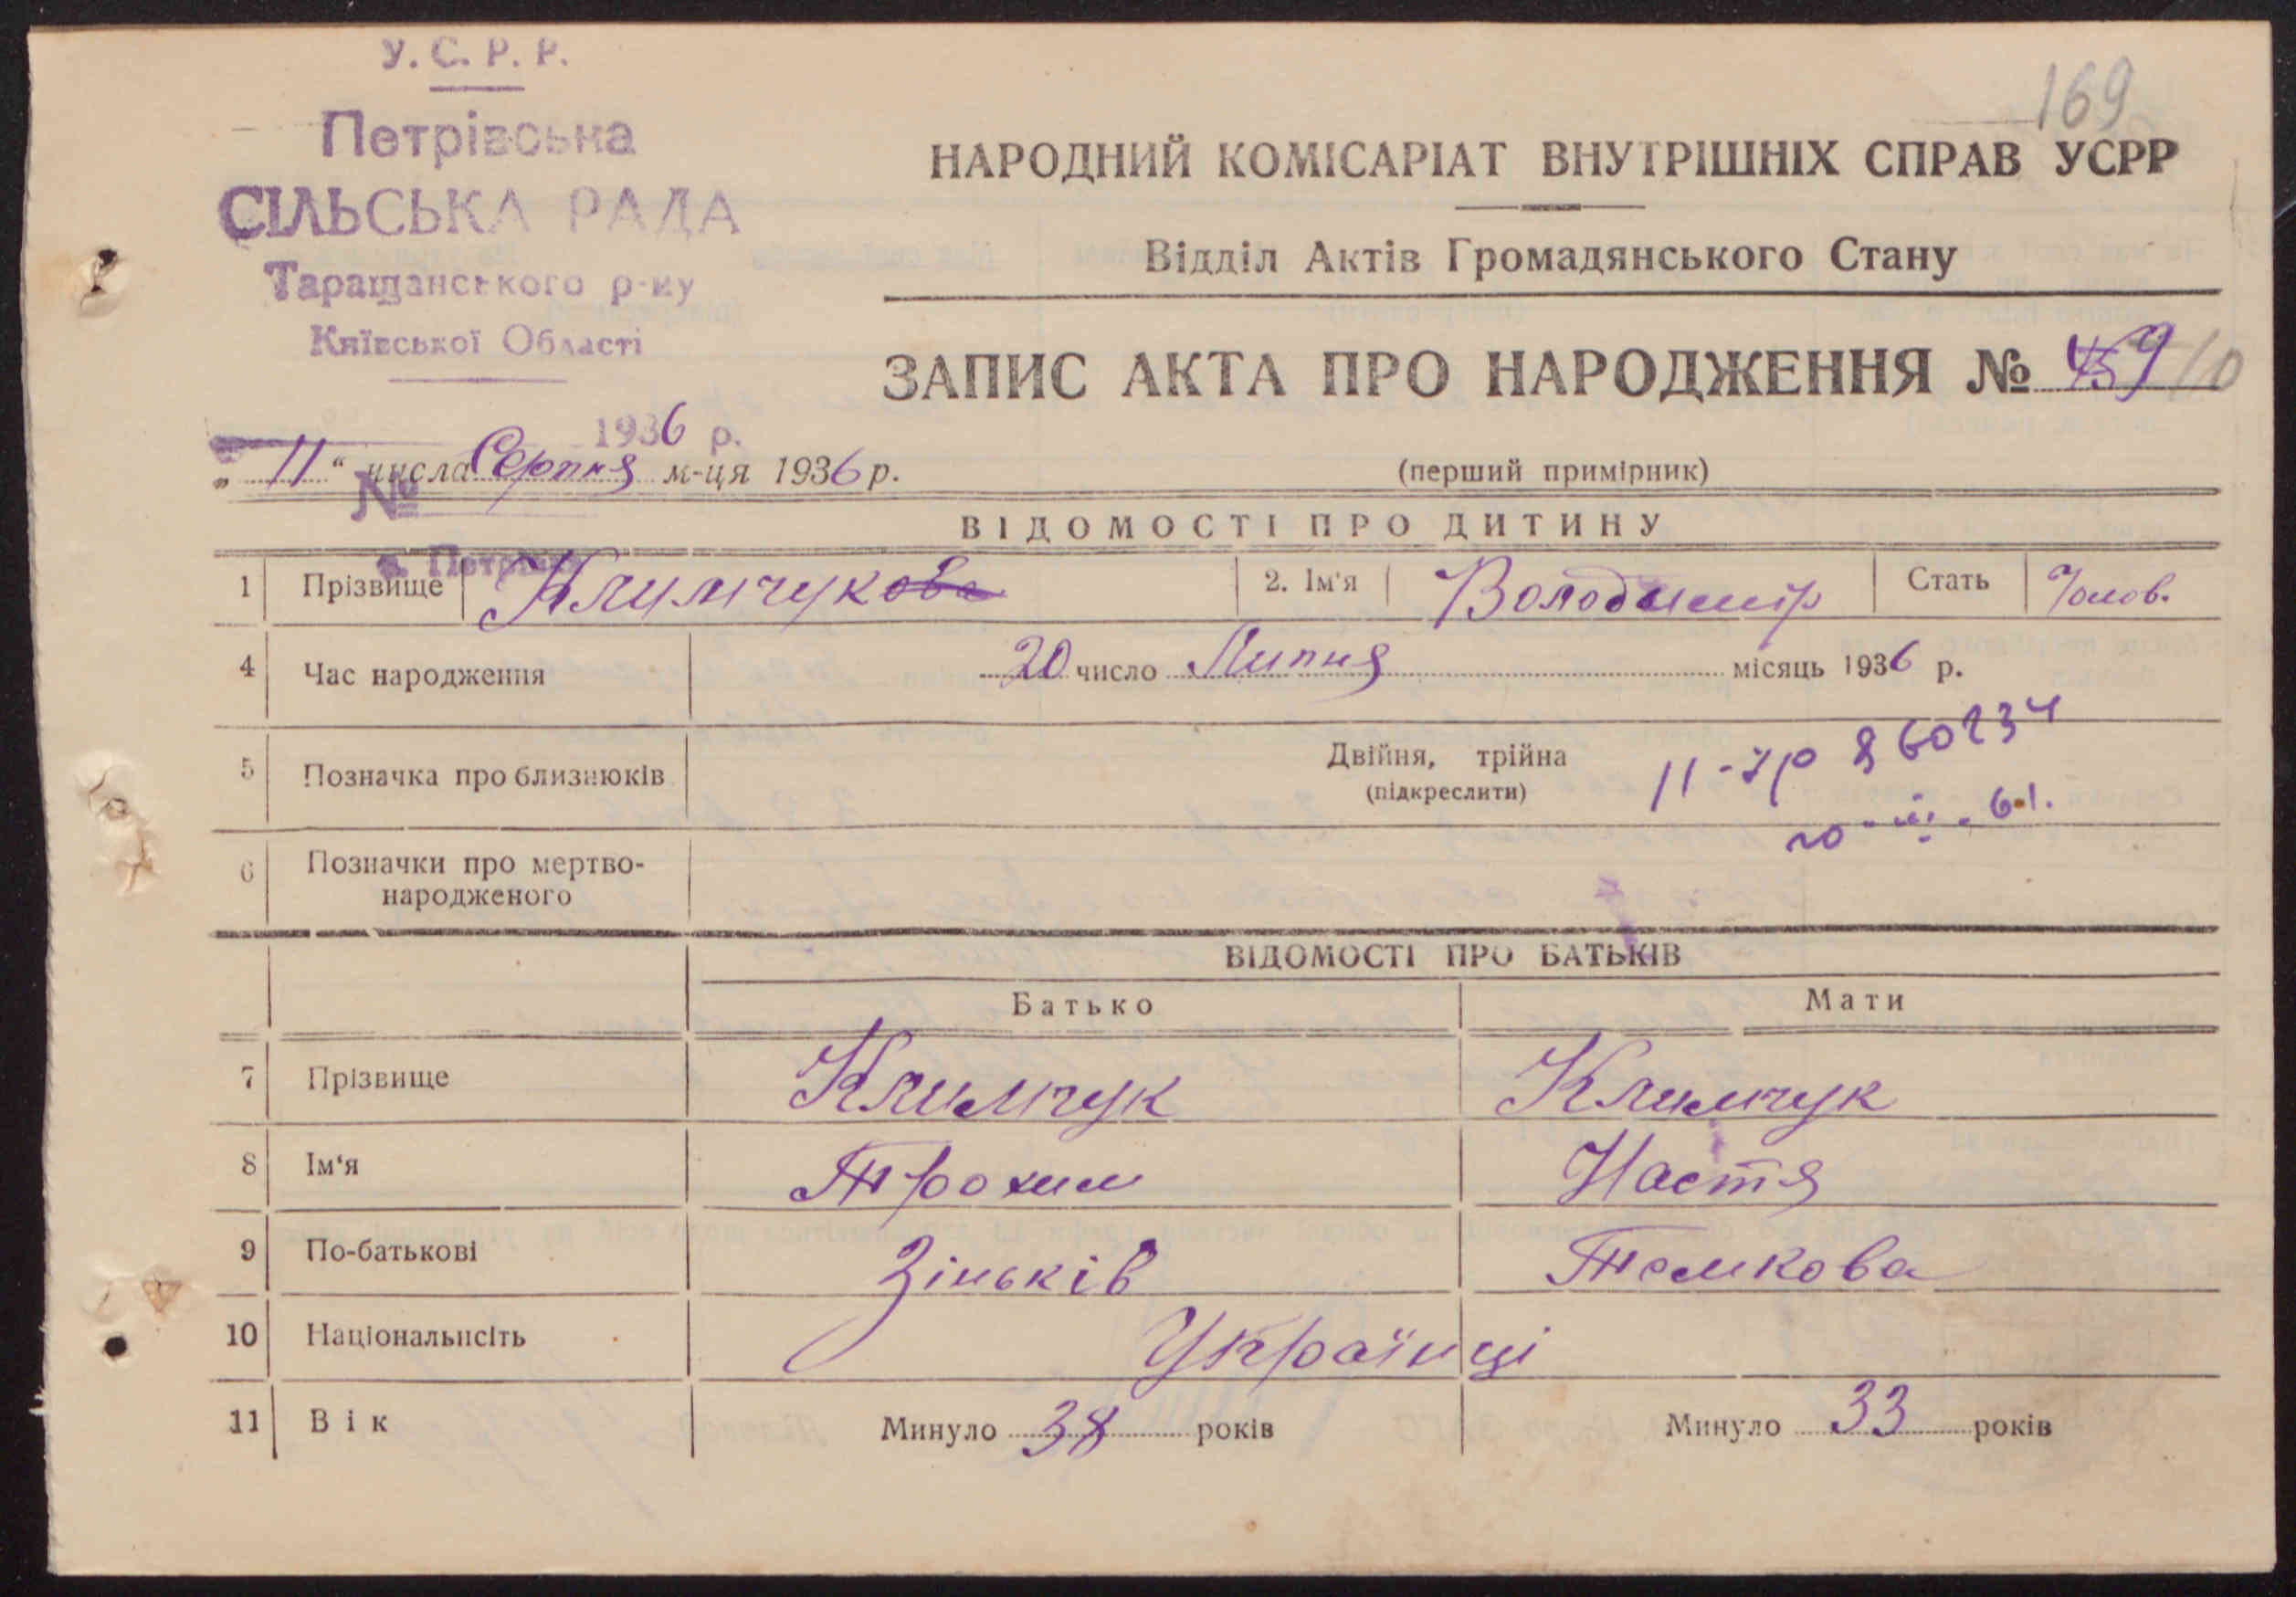 У. С. Р. Р.
Петрівська
СІЛЬСЬКА РАДА
Таращанського р-ну
Київської Області
1936 р.
№
169
НАРОДНИЙ КОМІСАРІАТ ВНУТРІШНІХ СПРАВ УСРР
Відділ Актів Громадянського Стану
ЗАПИС АКТА ПРО НАРОДЖЕННЯ №
„ 11 “ числа Серпня м-ця 1936 р.
(перший примірник)
ВІДОМОСТІ ПРО ДИТИНУ
1 Прізвище Климчукова 2. Ім'я Володимір Стать Чолов.
4 Час народження 20 число Липня місяць 1936 р.
5 Позначка про близнюків Двійня, трійна
(підкреслити)
860234
6 Позначки про мертво-
народженого
ВІДОМОСТІ ПРО БАТЬКІВ
Батько Мати
7 Прізвище Климчук Климчук
8 Ім'я Трохим Настя
9 По-батькові Зіньків Томкова
10 Національнсіть Українці
11 Вік Минуло 38 років Минуло 33 років